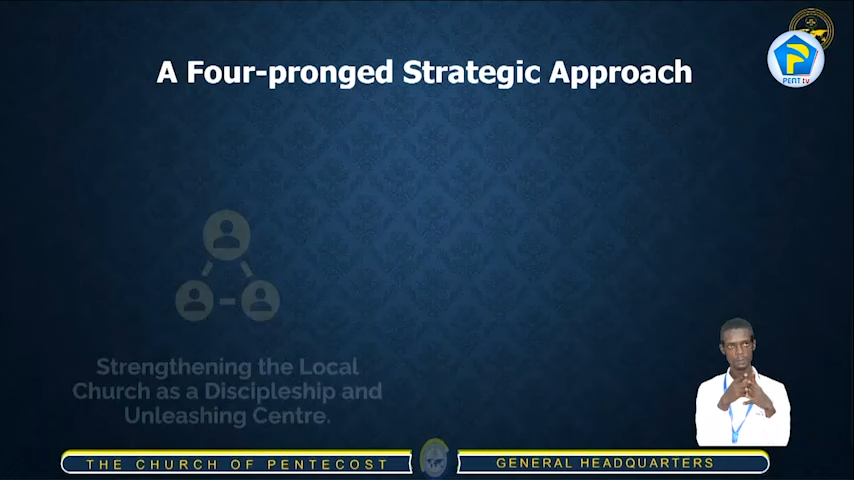 A Four-pronged Strategic Approach
PENT tv
Strengthening the Local
Church as a Discipleship and
Unleashing Centre.
THE CHURCH OF PENTECOST
GENERAL HEADQUARTERS